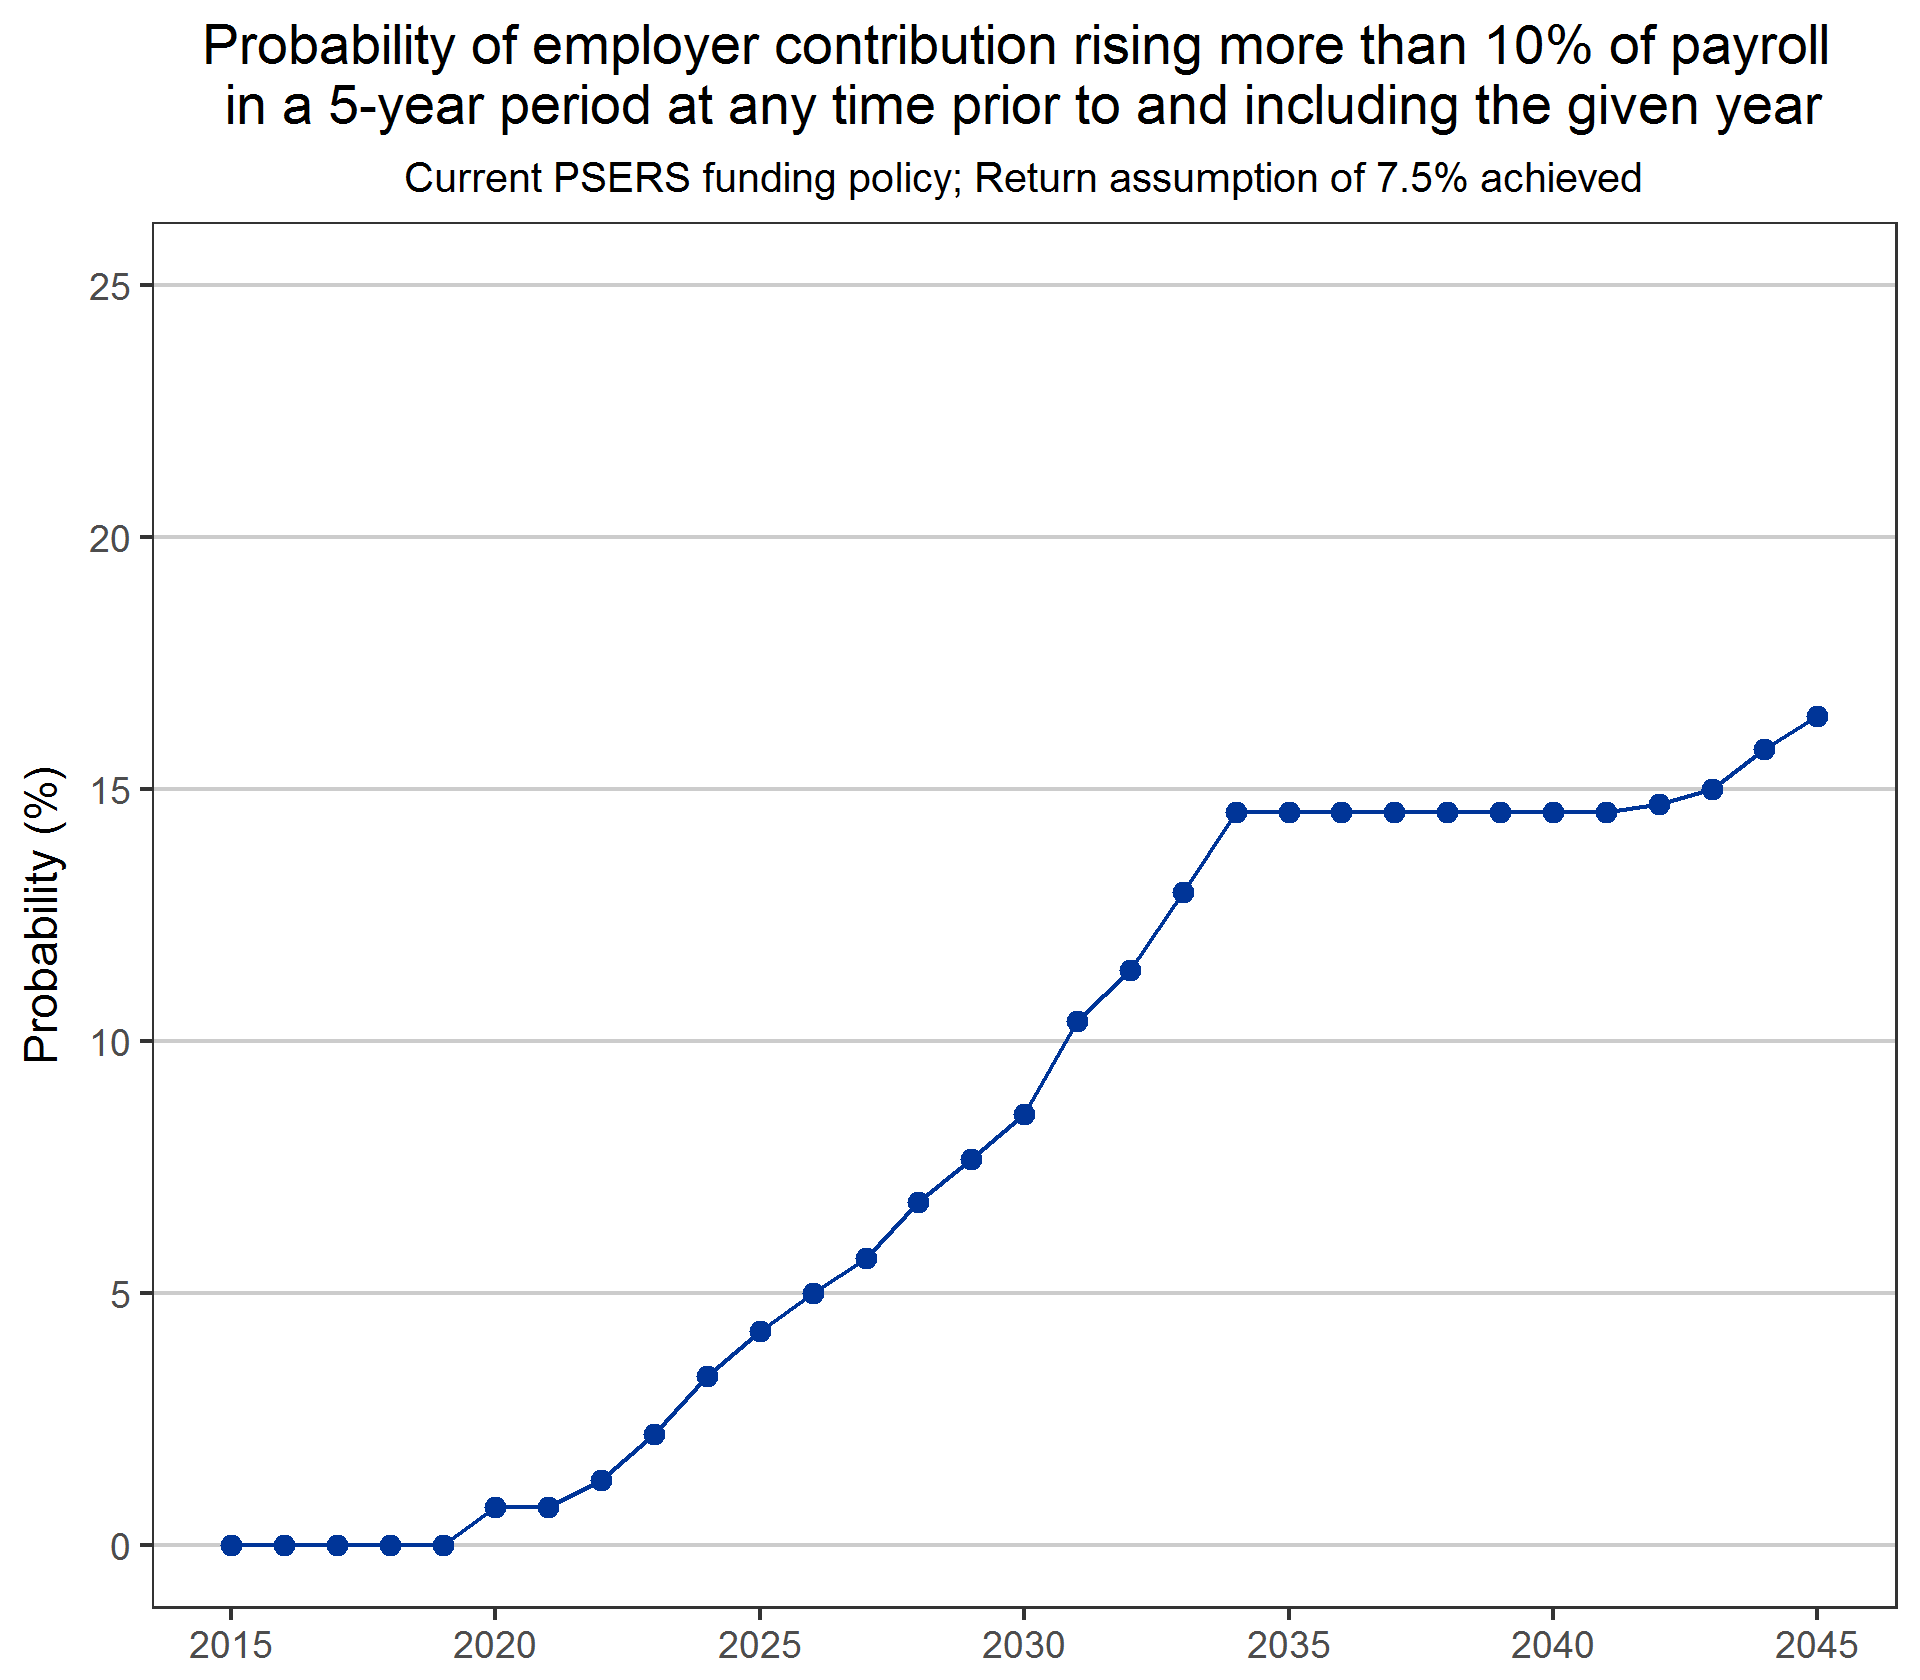 Probability of employer contribution rising more than 10% of payroll
in a 5-year period at any time prior to and including the given year
Current PSERS funding policy; Return assumption of 7.5% achieved
Probability (%)
25
20
15
10
5
0
2015 2020 2025 2030 2035 2040 2045